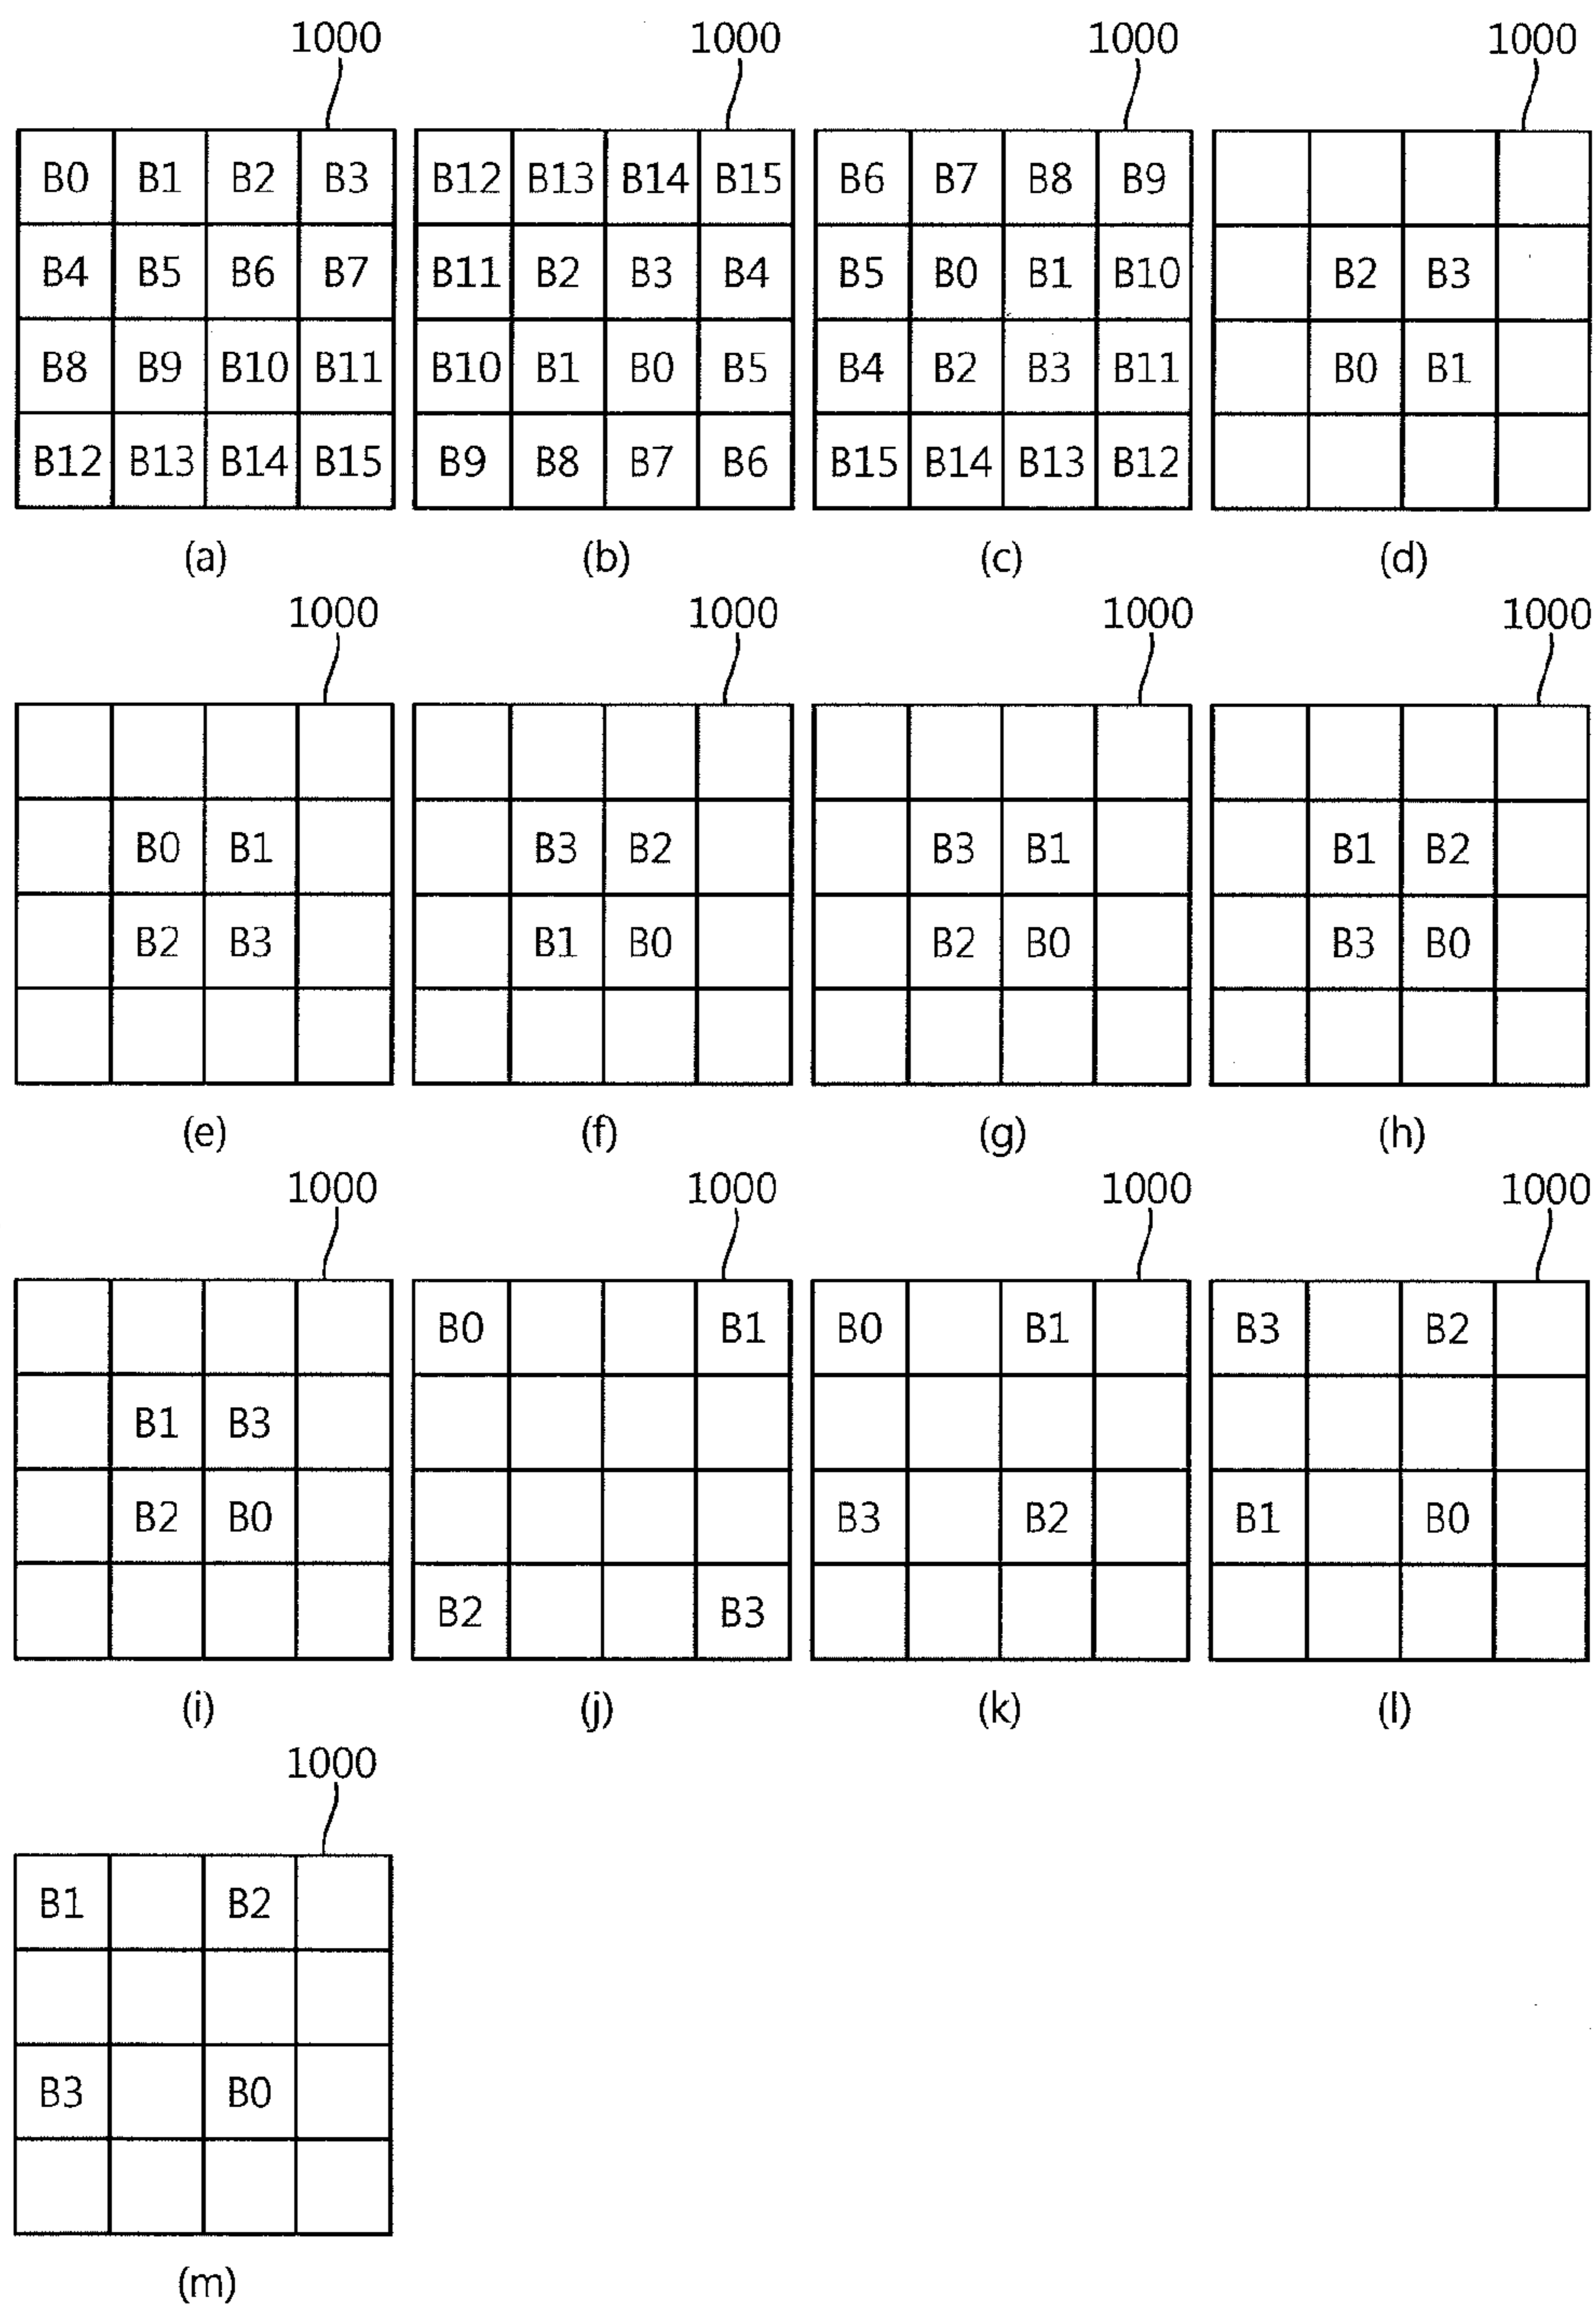 1000 1000 1000 1000
B0 B1 B2 B3 B12 B13 B14 B15 B6 B7 B8 B9
B4 B5 B6 B7 B11 B2 B3 B4 B5 B0 B1 B10 B2 B3
B8 B9 B10 B11 B10 B1 B0 B5 B4 B2 B3 B11 B0 B1
B12 B13 B14 B15 B9 B8 B7 B6 B15 B14 B13 B12
(a) (b) (c) (d)
1000 1000 1000 1000
B0 B1 B3 B2 B3 B1 B1 B2
B2 B3 B1 B0 B2 B0 B3 B0
(e) (f) (g) (h)
1000 1000 1000 1000
B0 B1 B0 B1 B3 B2
B1 B3
B2 B0 B3 B2 B1 B0
B2 B3
(i) (j) (k) (l)
1000
B1 B2
B3 B0
(m)